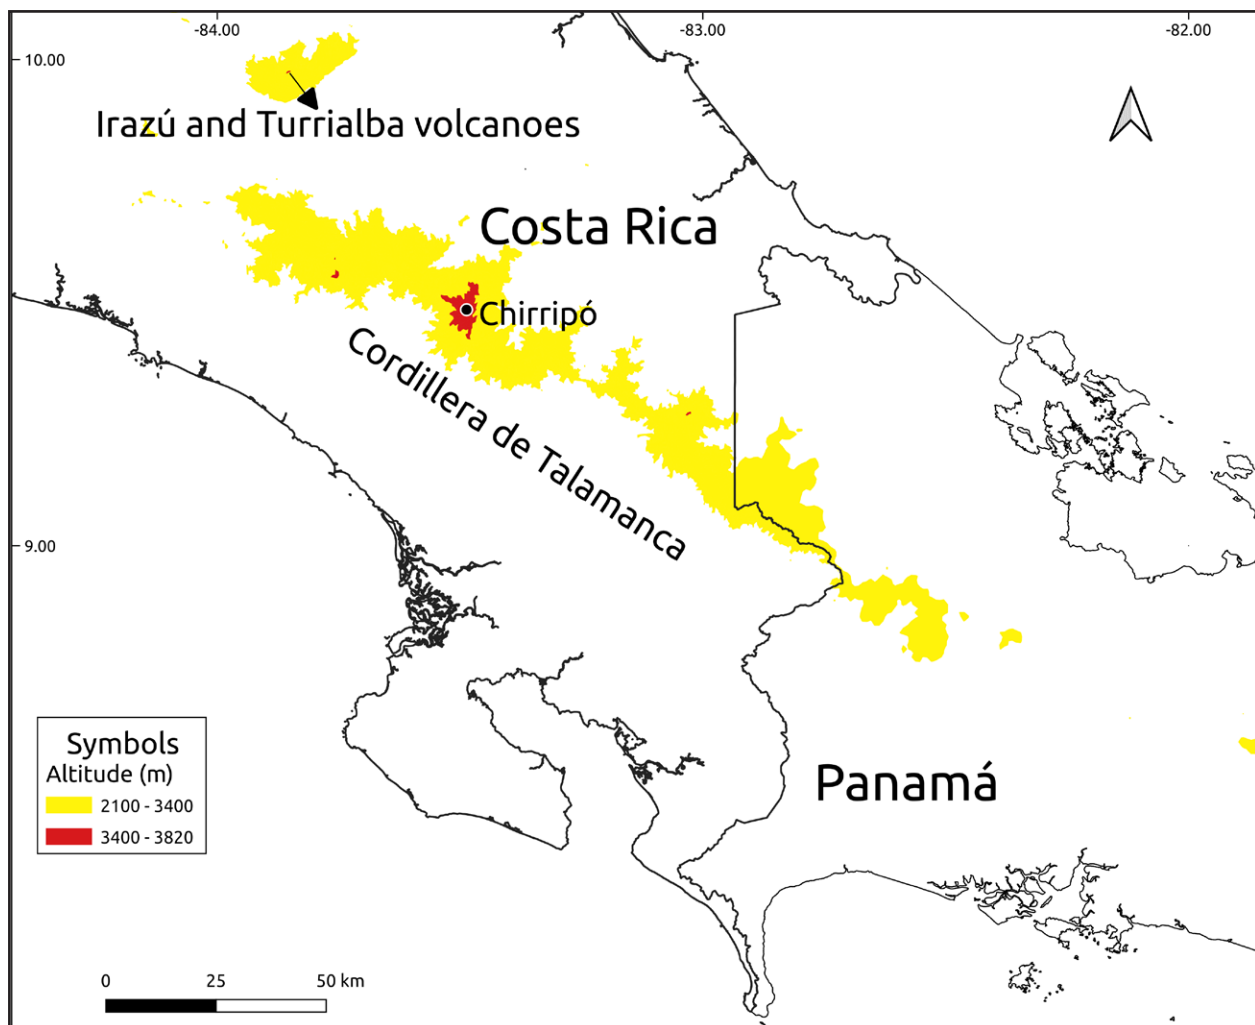 -84.00
-83.00
-82.00
10.00
Irazú and Turrialba volcanoes
Costa Rica
Chirripó
Cordillera de Talamanca
9.00
Symbols
Altitude (m)
2100 - 3400
3400 - 3820
Panamá
0 25 50 km